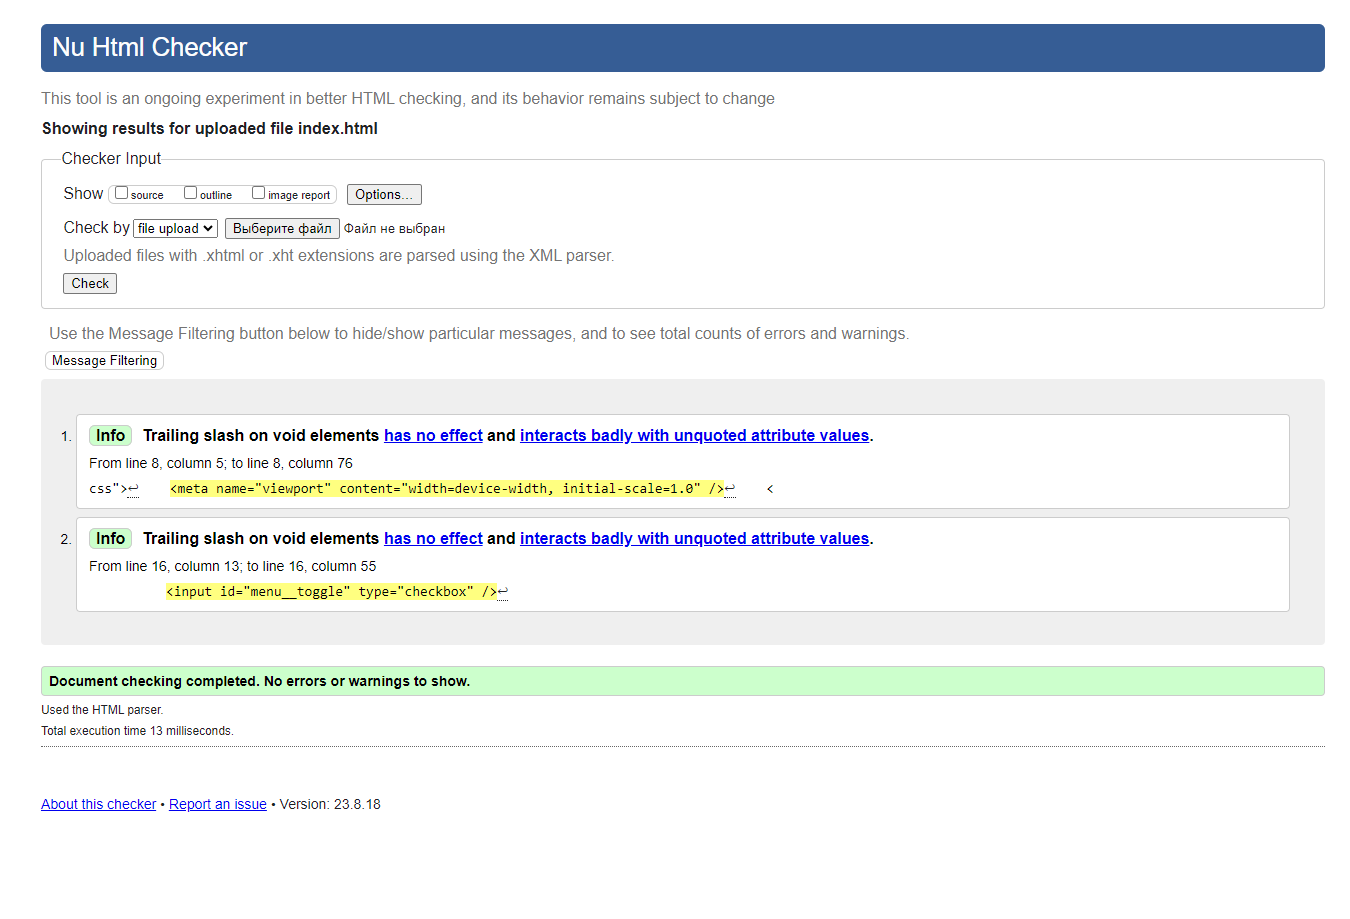 Nu Html Checker
This tool is an ongoing experiment in better HTML checking, and its behavior remains subject to change
Showing results for uploaded file index.html
Checker Input
Show source outline image report Options...
Check by file upload Выберите файл Файл не выбран
Uploaded files with .xhtml or .xht extensions are parsed using the XML parser.
Check
Use the Message Filtering button below to hide/show particular messages, and to see total counts of errors and warnings.
Message Filtering
1. Info Trailing slash on void elements has no effect and interacts badly with unquoted attribute values.
From line 8, column 5; to line 8, column 76
css">↩ <meta name="viewport" content="width=device-width, initial-scale=1.0" />↩ <
2. Info Trailing slash on void elements has no effect and interacts badly with unquoted attribute values.
From line 16, column 13; to line 16, column 55
<input id="menu__toggle" type="checkbox" />↩
Document checking completed. No errors or warnings to show.
Used the HTML parser.
Total execution time 13 milliseconds.
About this checker • Report an issue • Version: 23.8.18